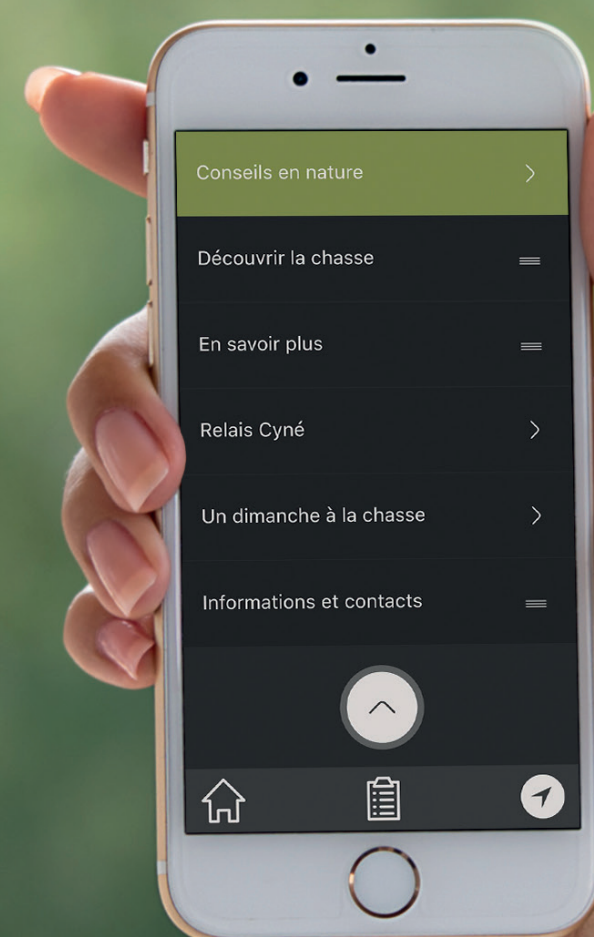 Conseils en nature
Découvrir la chasse
En savoir plus
Relais Cyné
Un dimanche à la chasse
Informations et contacts